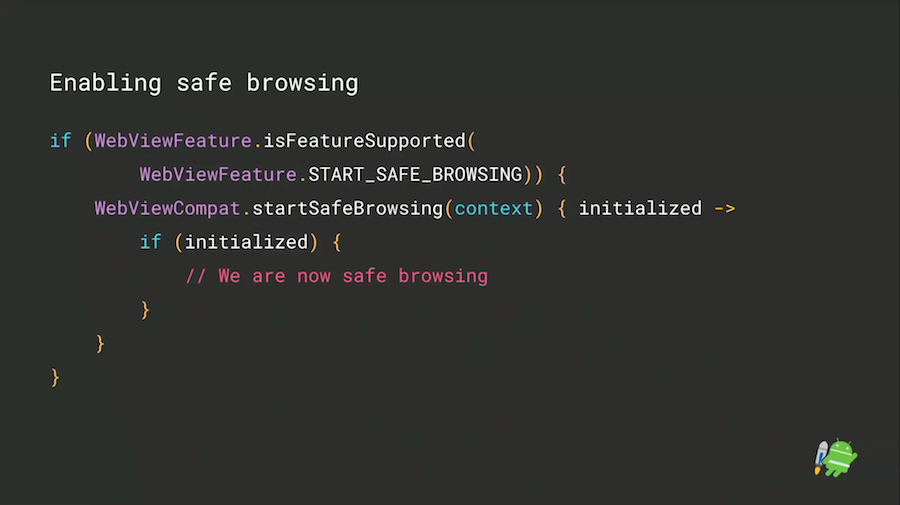 Enabling safe browsing
if (WebViewFeature.isFeatureSupported(
WebViewFeature.START_SAFE_BROWSING)) {
WebViewCompat.startSafeBrowsing(context) { initialized ->
if (initialized) {
// We are now safe browsing
}
}
}